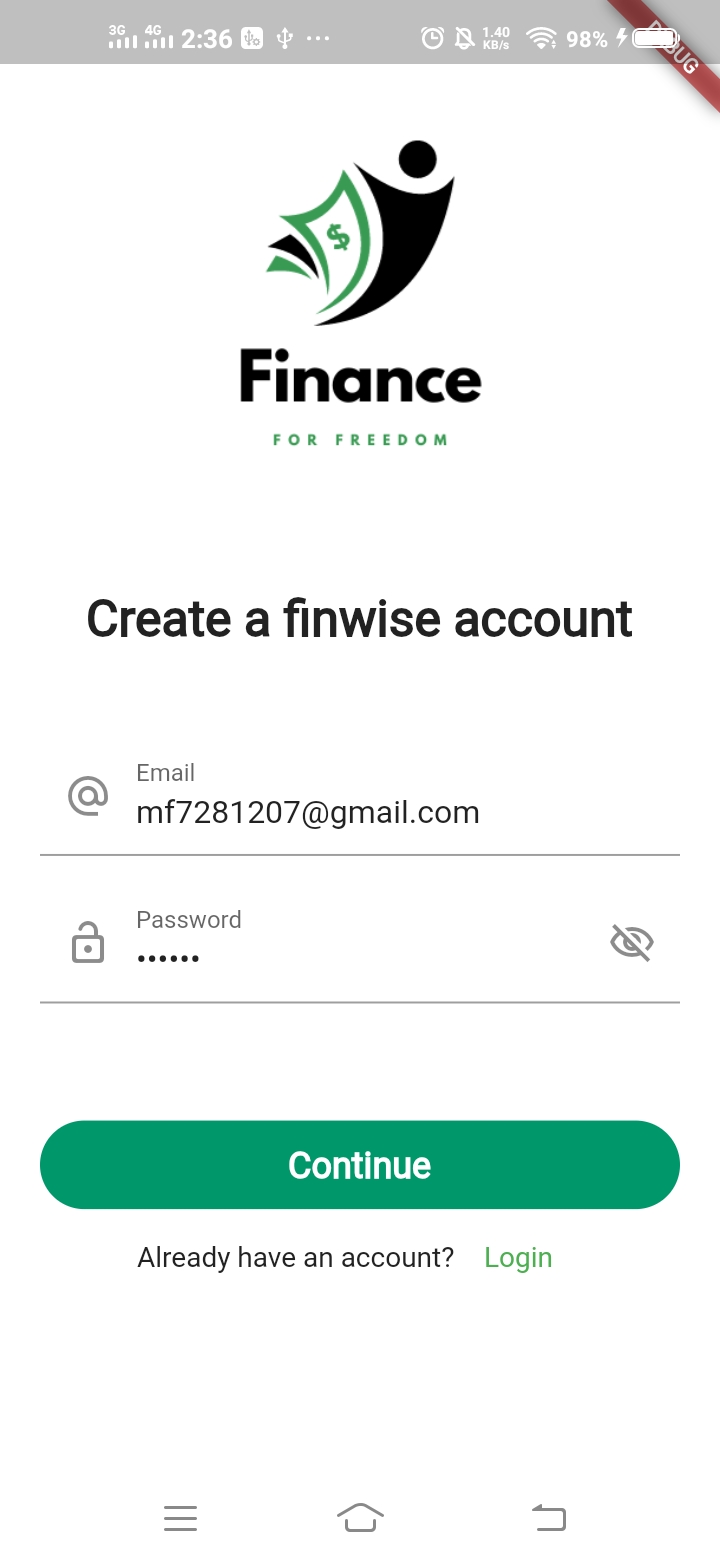 3G 4G 2:36 ... 1.40 KB/s 98%
DEBUG
$
Finance
FOR FREEDOM
Create a finwise account
Email
mf7281207@gmail.com
Password
••••••
Continue
Already have an account? Login